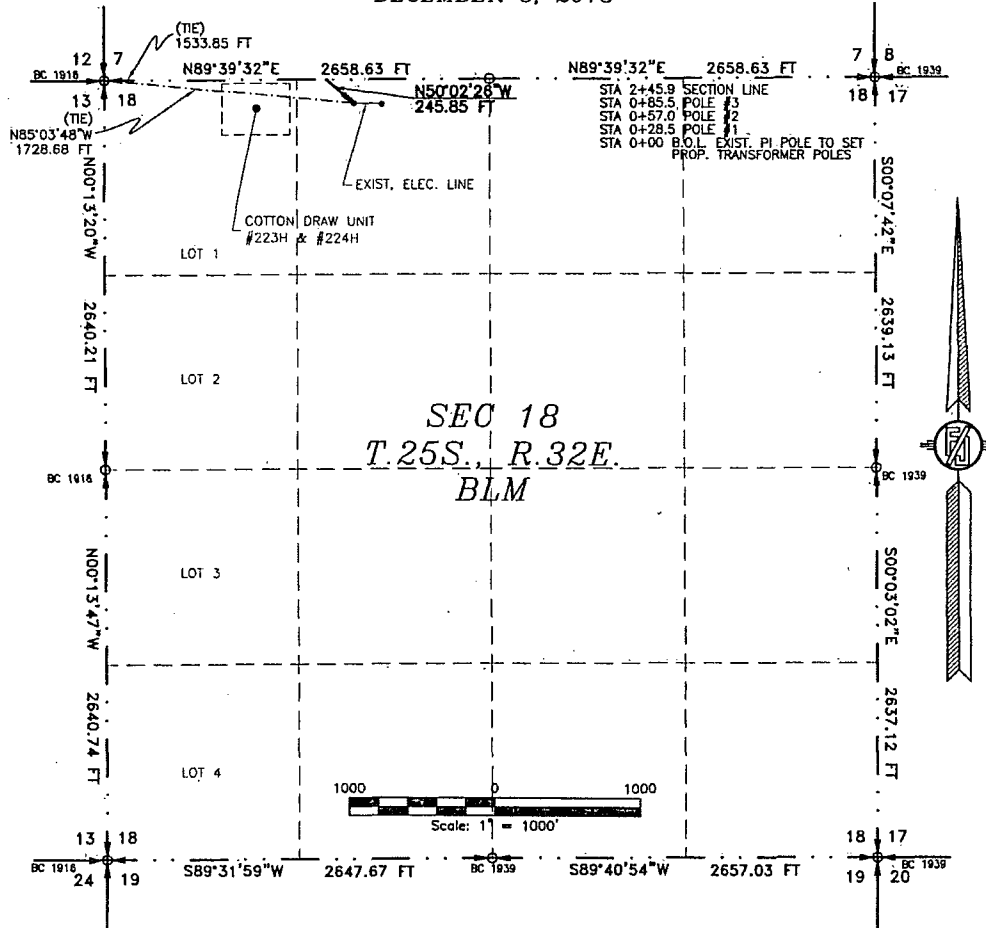 (TIE)
1533.85 FT
12 7
BC 1916
13 18
N89°39'32"E 2658.63 FT
N50°02'26"W
245.85 FT
N89°39'32"E 2658.63 FT
7 8
BC 1939
18 17
STA 2+45.9 SECTION LINE
STA 0+85.5 POLE #3
STA 0+57.0 POLE #2
STA 0+28.5 POLE #1
STA 0+00 B.O.L. EXIST. PI POLE TO SET
PROP. TRANSFORMER POLES
(TIE)
N85°03'48"W
1728.68 FT
EXIST, ELEC. LINE
COTTON DRAW UNIT
#223H & #224H
N00°13'20"W
2640.21 FT
S00°07'42"E
2639.13 FT
LOT 1
LOT 2
SEC 18
T.25S., R.32E.
BLM
BC 1916
BC 1939
LOT 3
N00°13'47"W
2640.74 FT
S00°03'02"E
2637.12 FT
LOT 4
1000 0 1000
Scale: 1" = 1000'
13 18
BC 1916
24 19
S89°31'59"W 2647.67 FT
BC 1939
S89°40'54"W 2657.03 FT
18 17
BC 1939
19 20